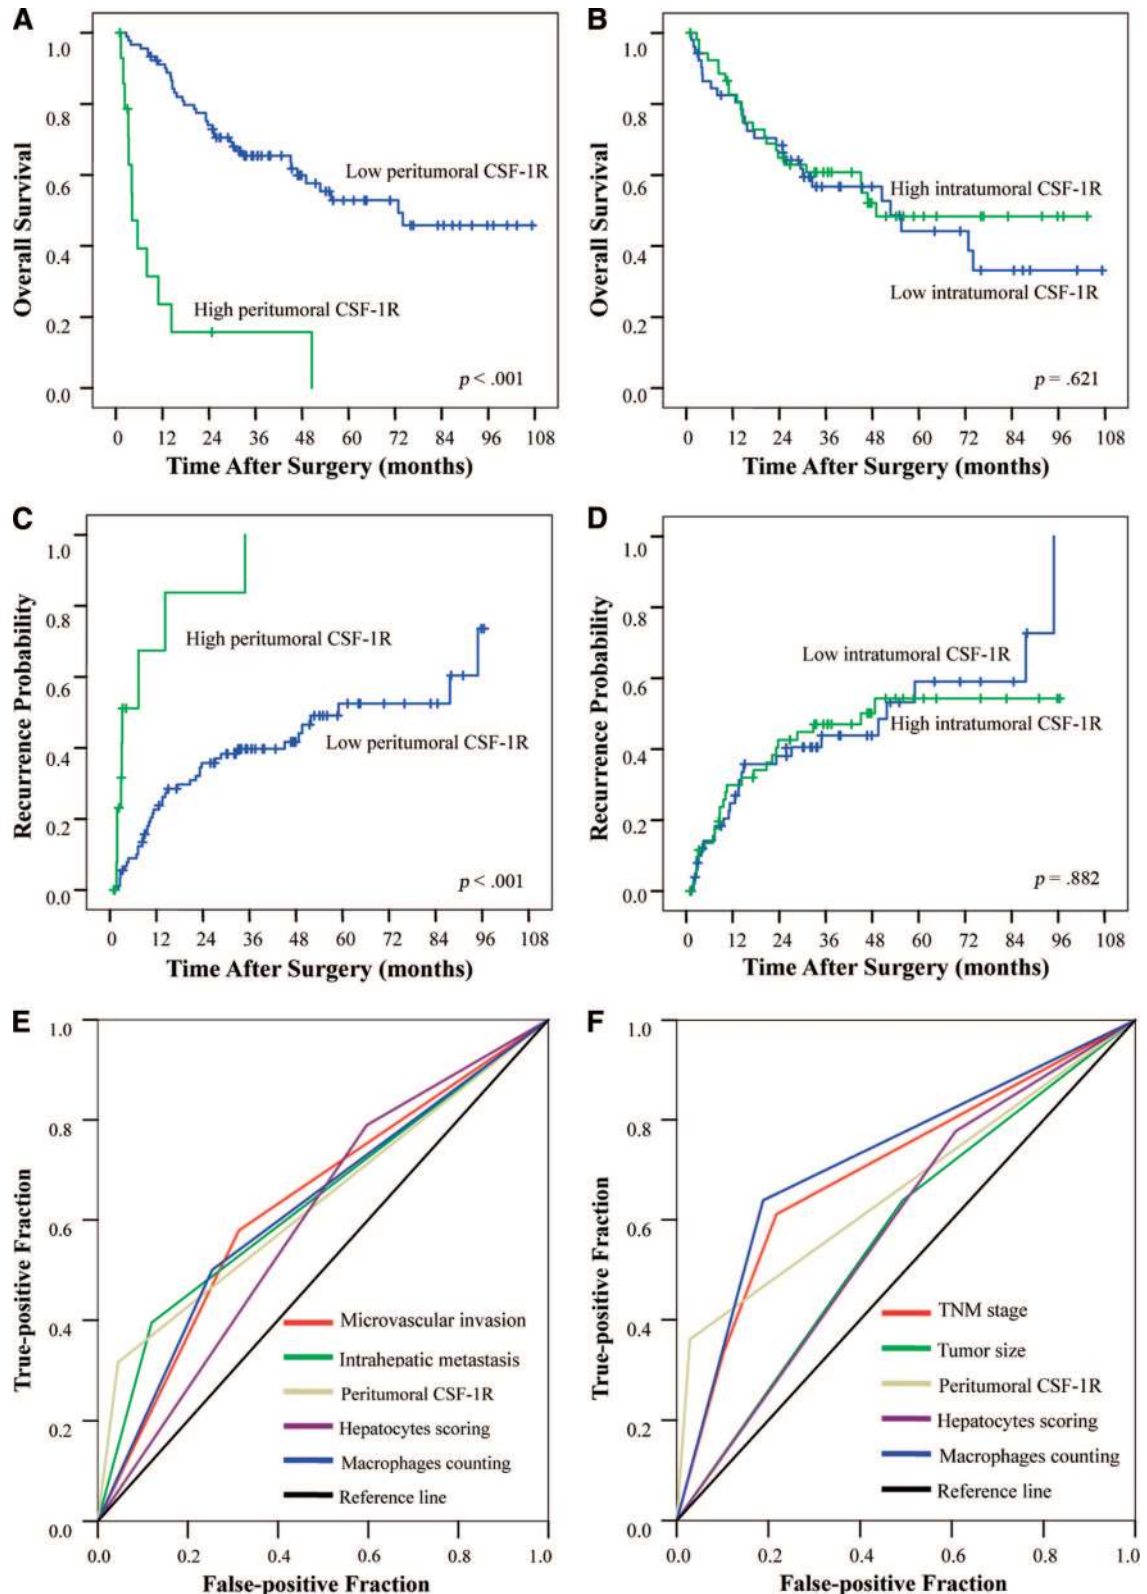 A
Overall Survival
1.0
0.8
0.6
0.4
0.2
0.0
Low peritumoral CSF-1R
High peritumoral CSF-1R
p < .001
0 12 24 36 48 60 72 84 96 108
Time After Surgery (months)
B
Overall Survival
1.0
0.8
0.6
0.4
0.2
0.0
High intratumoral CSF-1R
Low intratumoral CSF-1R
p = .621
0 12 24 36 48 60 72 84 96 108
Time After Surgery (months)
C
Recurrence Probability
1.0
0.8
0.6
0.4
0.2
0.0
High peritumoral CSF-1R
Low peritumoral CSF-1R
p < .001
0 12 24 36 48 60 72 84 96 108
Time After Surgery (months)
D
Recurrence Probability
1.0
0.8
0.6
0.4
0.2
0.0
Low intratumoral CSF-1R
High intratumoral CSF-1R
p = .882
0 12 24 36 48 60 72 84 96 108
Time After Surgery (months)
E
True-positive Fraction
1.0
0.8
0.6
0.4
0.2
0.0
Microvascular invasion
Intrahepatic metastasis
Peritumoral CSF-1R
Hepatocytes scoring
Macrophages counting
Reference line
0.0 0.2 0.4 0.6 0.8 1.0
False-positive Fraction
F
True-positive Fraction
1.0
0.8
0.6
0.4
0.2
0.0
TNM stage
Tumor size
Peritumoral CSF-1R
Hepatocytes scoring
Macrophages counting
Reference line
0.0 0.2 0.4 0.6 0.8 1.0
False-positive Fraction